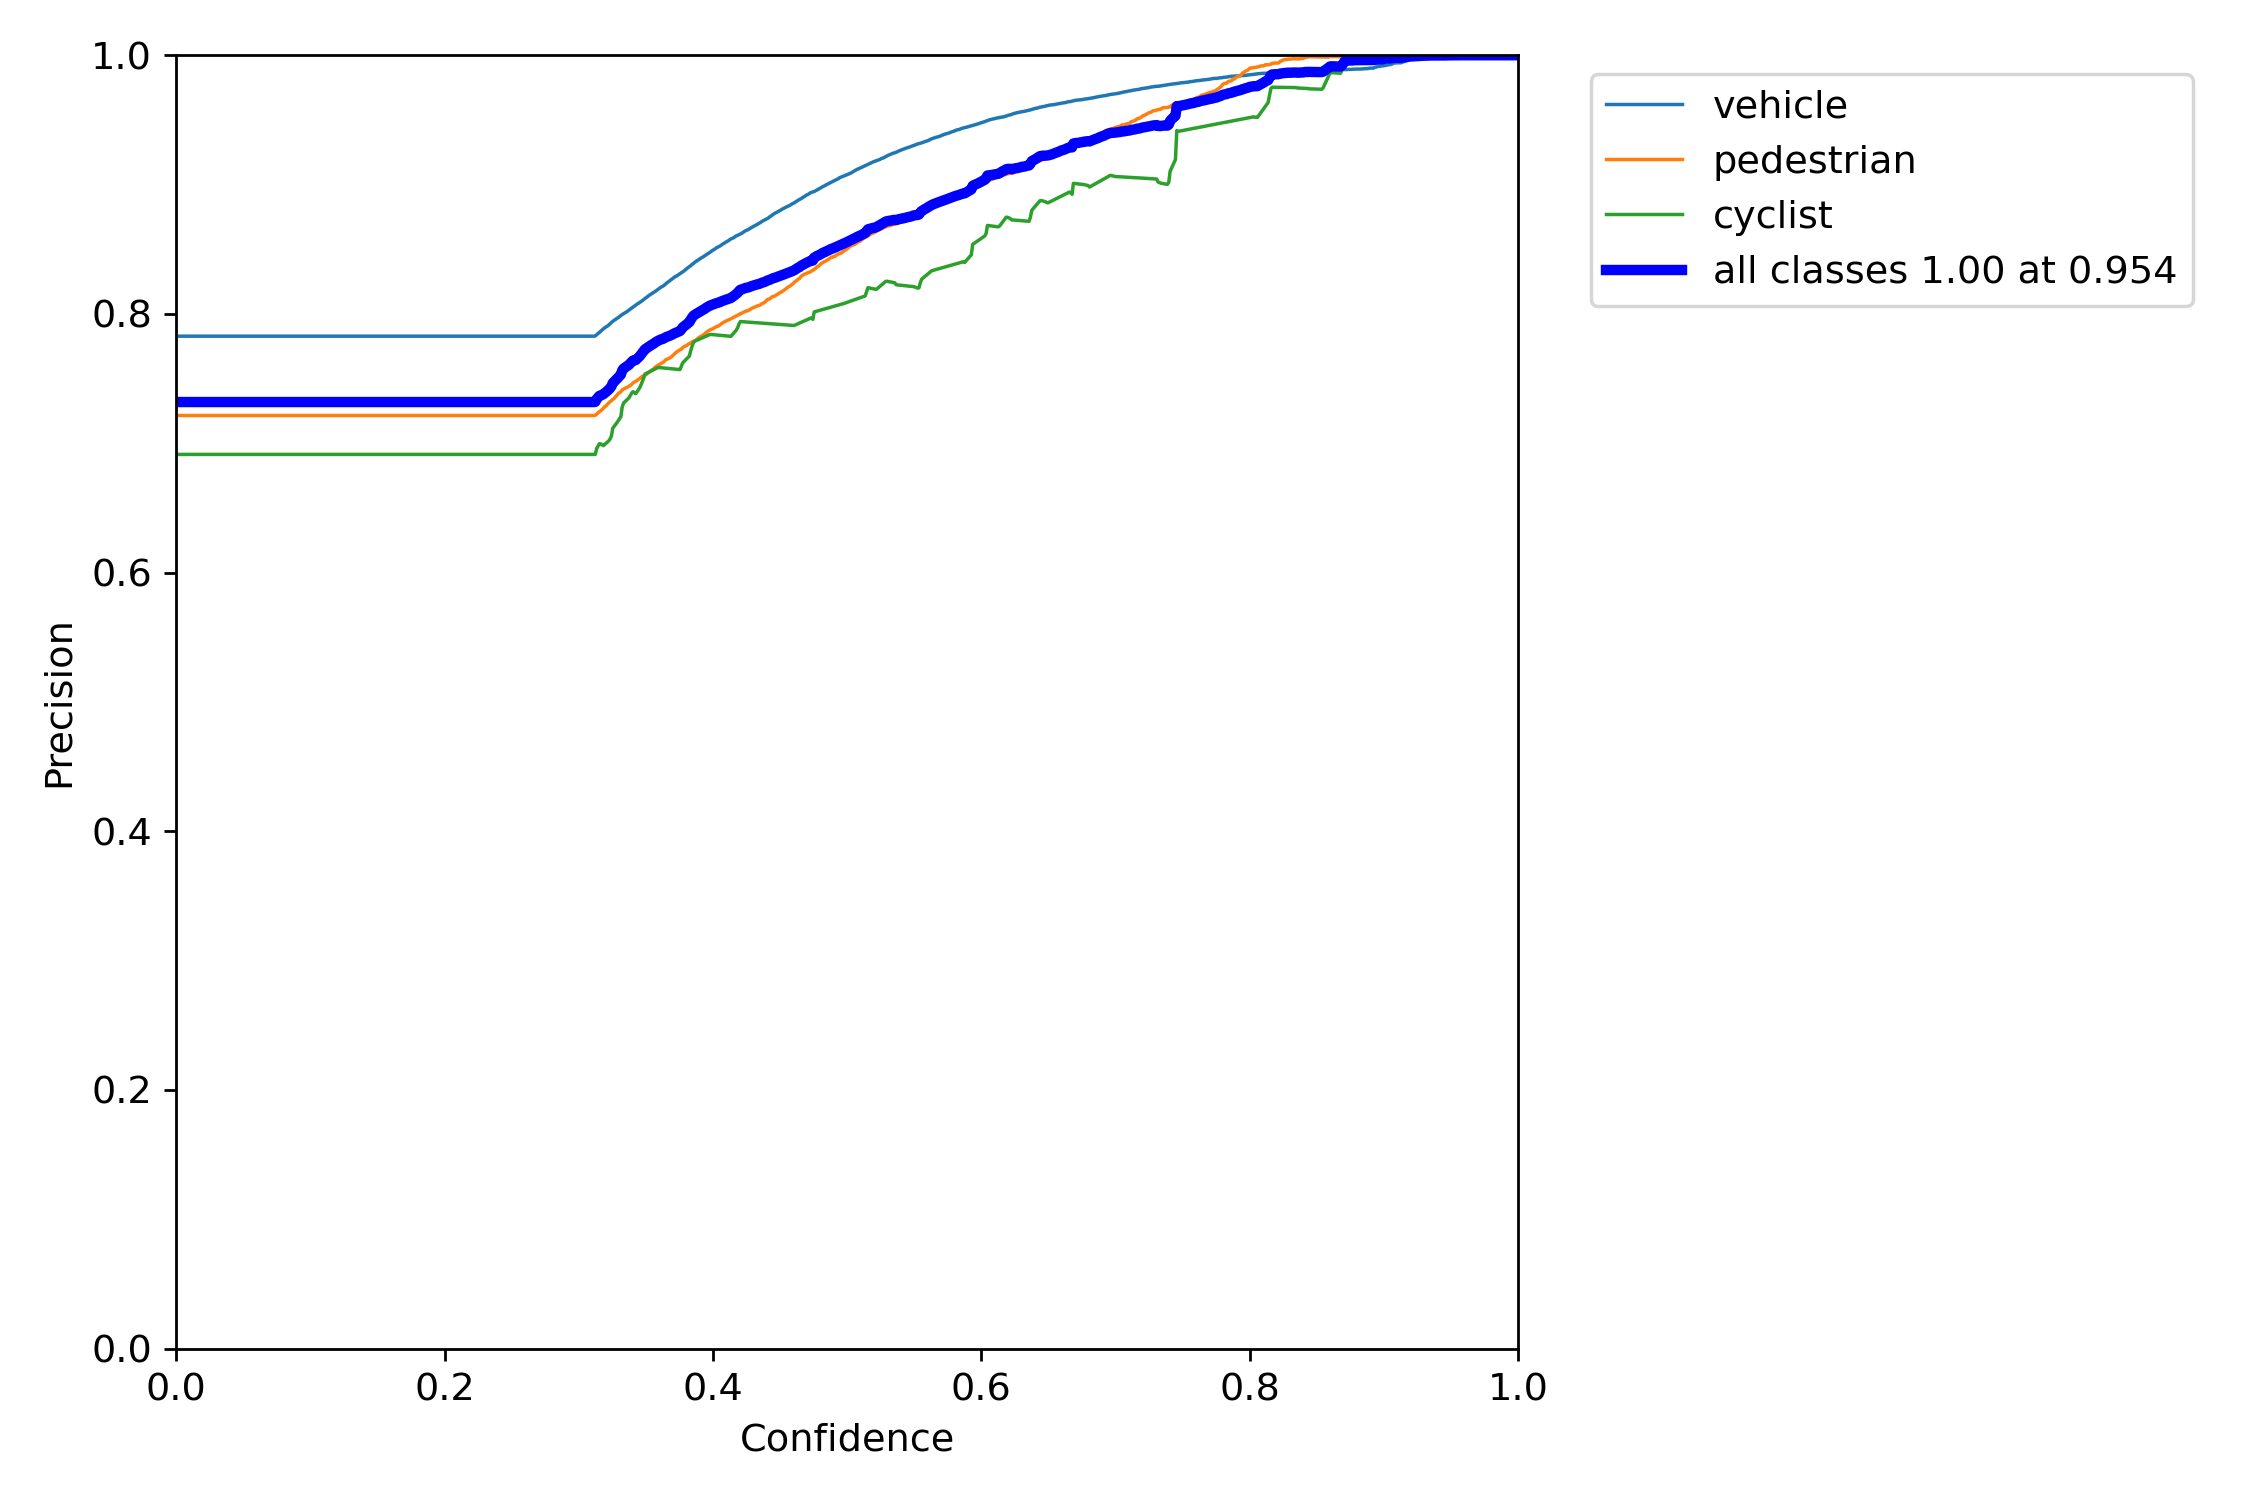 1.0
0.8
0.6
0.4
0.2
0.0
Precision
0.0 0.2 0.4 0.6 0.8 1.0
Confidence
vehicle
pedestrian
cyclist
all classes 1.00 at 0.954